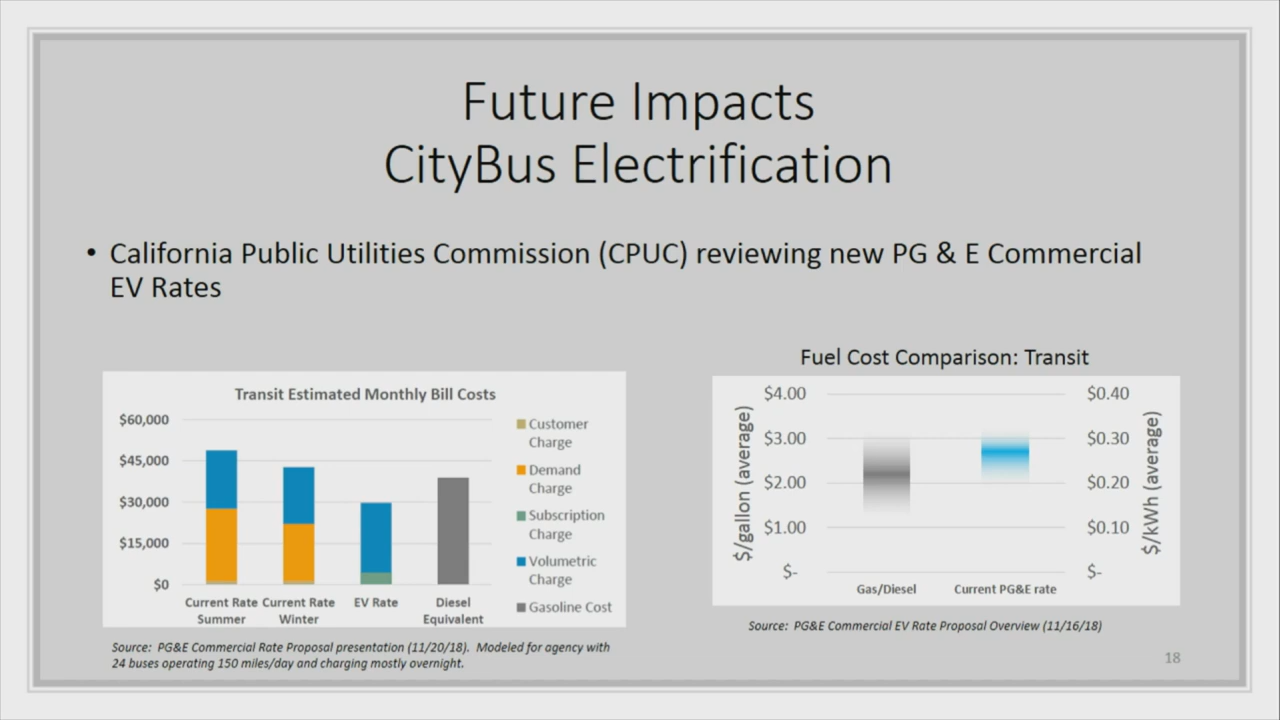 Future Impacts
CityBus Electrification
• California Public Utilities Commission (CPUC) reviewing new PG & E Commercial
EV Rates
Transit Estimated Monthly Bill Costs
$60,000
$45,000
$30,000
$15,000
$0
Current Rate Summer
Current Rate Winter
EV Rate
Diesel Equivalent
Customer Charge
Demand Charge
Subscription Charge
Volumetric Charge
Gasoline Cost
Source: PG&E Commercial Rate Proposal presentation (11/20/18). Modeled for agency with
24 buses operating 150 miles/day and charging mostly overnight.
Fuel Cost Comparison: Transit
$/gallon (average)
$4.00
$3.00
$2.00
$1.00
$-
Gas/Diesel
Current PG&E rate
$0.40
$0.30
$0.20
$0.10
$-
$/kWh (average)
Source: PG&E Commercial EV Rate Proposal Overview (11/16/18)
18